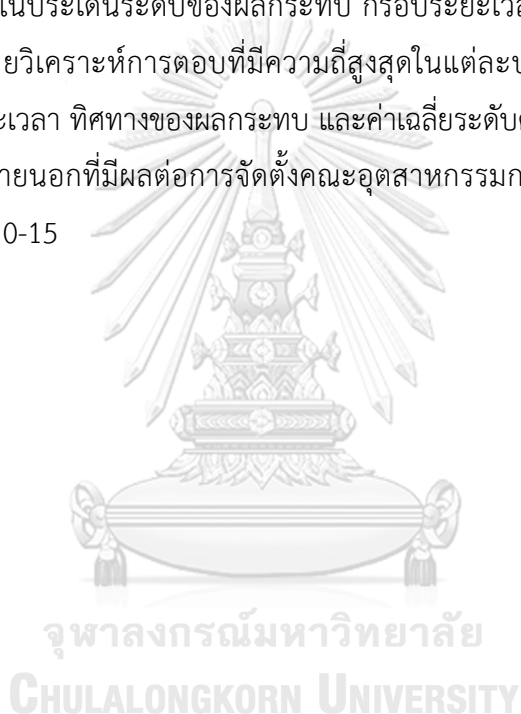 ในประเด็นระดับของผลกระทบ กรอบระยะเวลา
ยวิเคราะห์การตอบที่มีความถี่สูงสุดในแต่ละ
ะเวลา ทิศทางของผลกระทบ และค่าเฉลี่ยระดับ
ายนอกที่มีผลต่อการจัดตั้งคณะอุตสาหกรรม
0-15
จุฬาลงกรณ์มหาวิทยาลัย
CHULALONGKORN UNIVERSITY